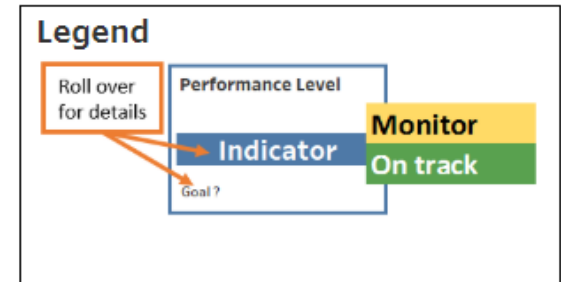 Legend
Roll over
for details
Performance Level
Indicator
Goal ?
Monitor
On track